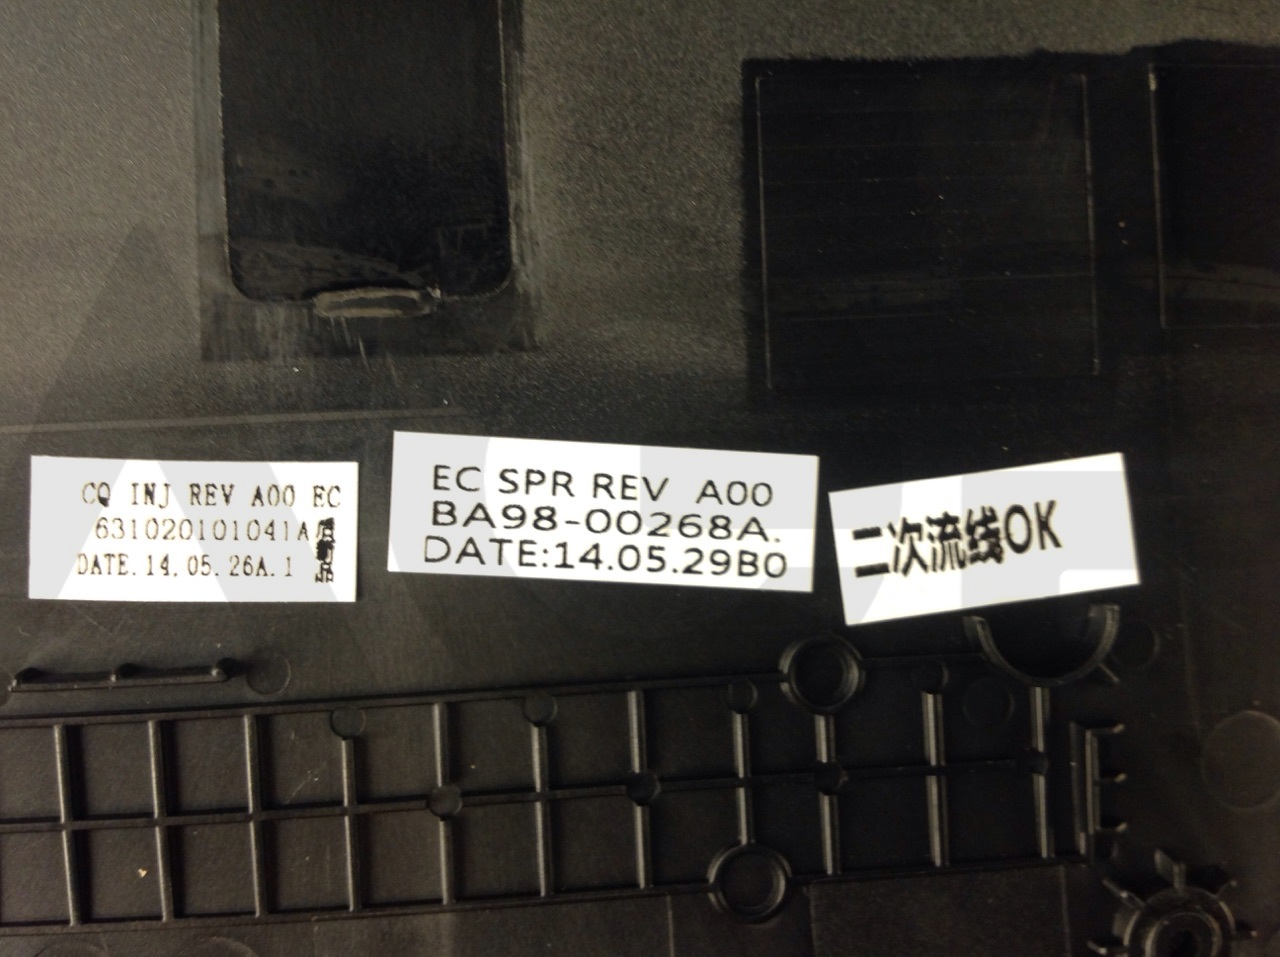 CQ INJ REV A00 EC
631020101041A
DATE.14.05.26A.1
EC SPR REV A00
BA98-00268A.
DATE:14.05.29B0
二次流线OK